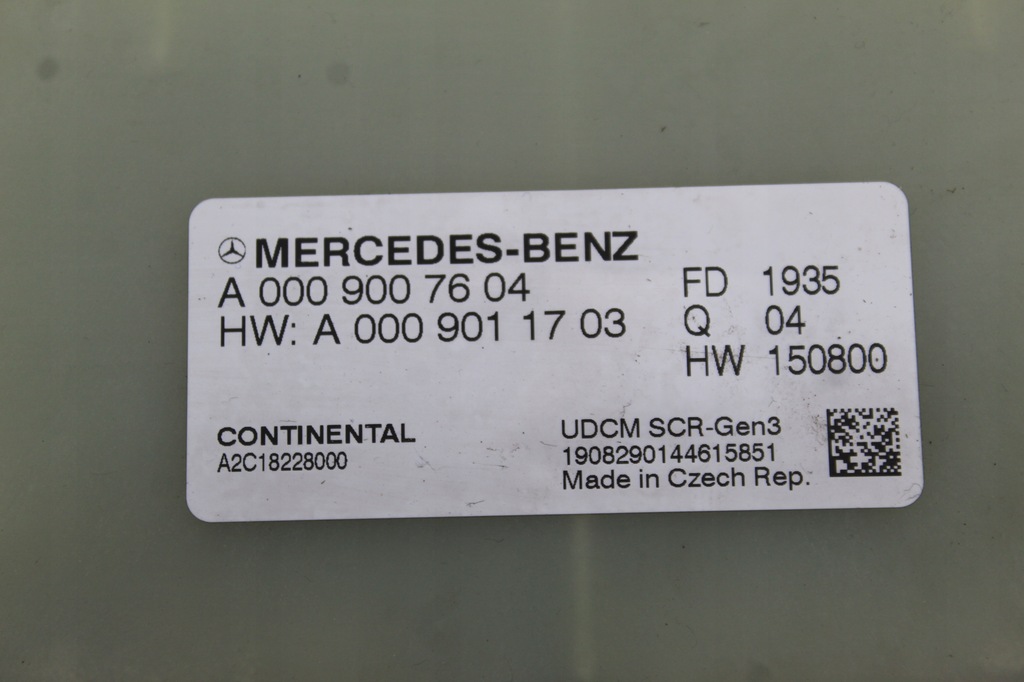 MERCEDES-BENZ
A 000 900 76 04
HW: A 000 901 17 03
FD 1935
Q 04
HW 150800
CONTINENTAL
A2C18228000
UDCM SCR-Gen3
1908290144615851
Made in Czech Rep.